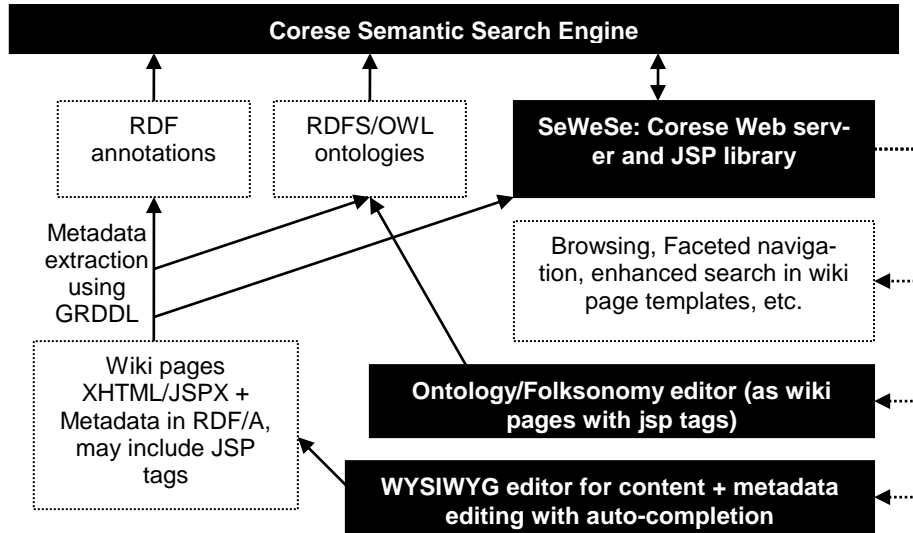 Corese Semantic Search Engine
RDF
annotations
RDFS/OWL
ontologies
SeWeSe: Corese Web serv-
er and JSP library
Metadata
extraction
using
GRDDL
Browsing, Faceted naviga-
tion, enhanced search in wiki
page templates, etc.
Wiki pages
XHTML/JSPX +
Metadata in RDF/A,
may include JSP
tags
Ontology/Folksonomy editor (as wiki
pages with jsp tags)
WYSIWYG editor for content + metadata
editing with auto-completion